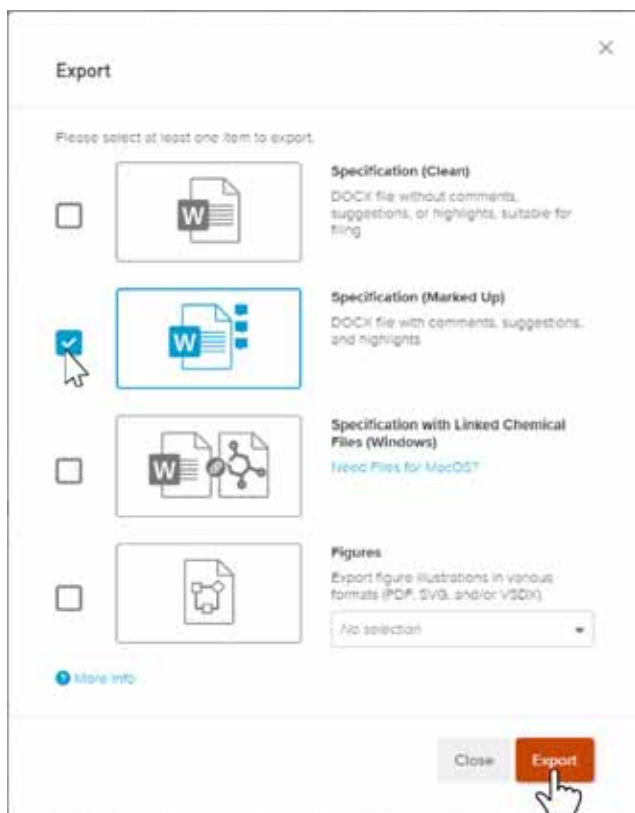 Export
Please select at least one item to export.
Specification (Clean)
DOCX file without comments,
suggestions, or highlights, suitable for
filing
W
Specification (Marked Up)
DOCX file with comments, suggestions,
and highlights
W
Specification with Linked Chemical
Files (Windows)
Need Files for MacOS?
W
Figures
Export figure illustrations in various
formats (PDF, SVG, and/or VSDX).
No selection
? More Info
Close
Export